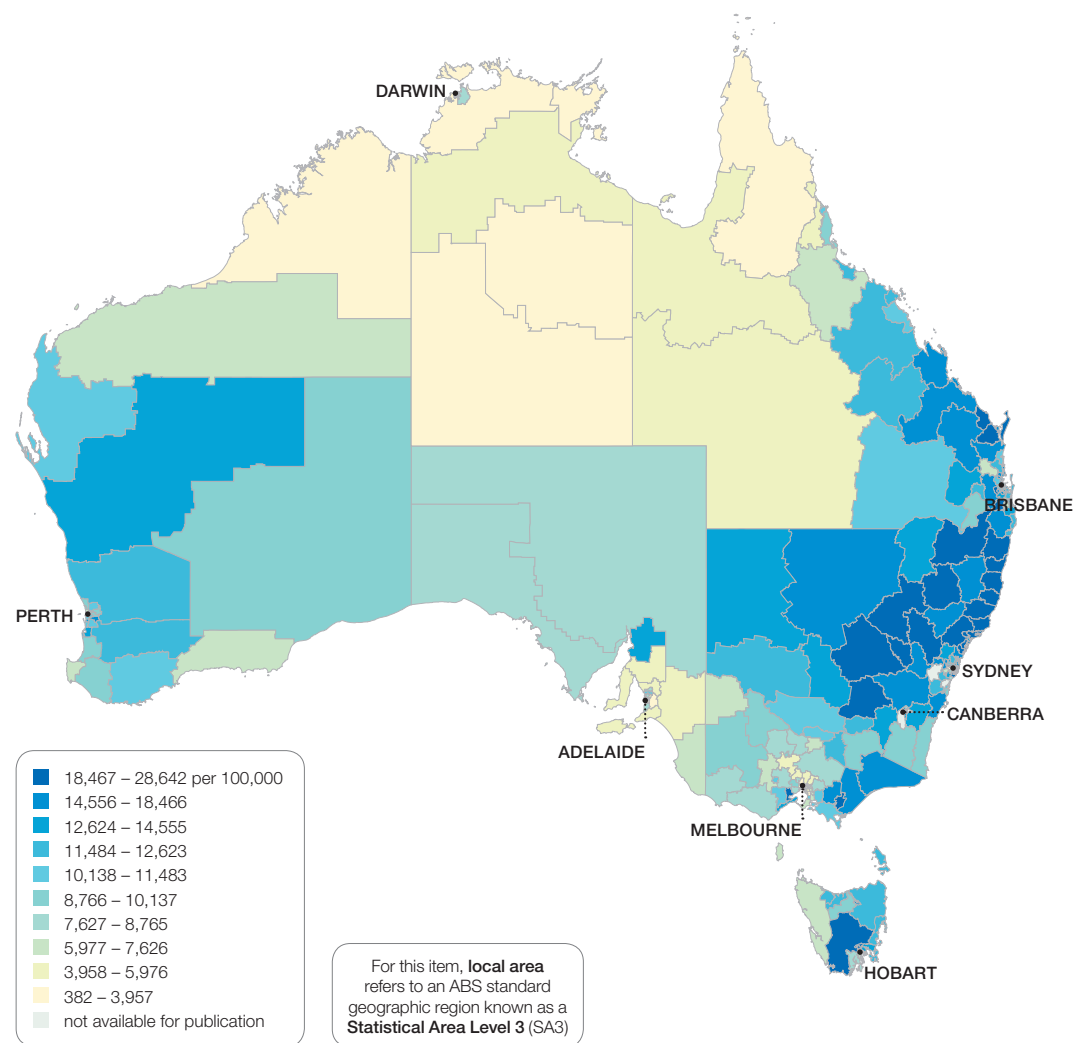 DARWIN
BRISBANE
PERTH
SYDNEY
CANBERRA
ADELAIDE
MELBOURNE
HOBART
18,467 – 28,642 per 100,000
14,556 – 18,466
12,624 – 14,555
11,484 – 12,623
10,138 – 11,483
8,766 – 10,137
7,627 – 8,765
5,977 – 7,626
3,958 – 5,976
382 – 3,957
not available for publication
For this item, local area
refers to an ABS standard
geographic region known as a
Statistical Area Level 3 (SA3)